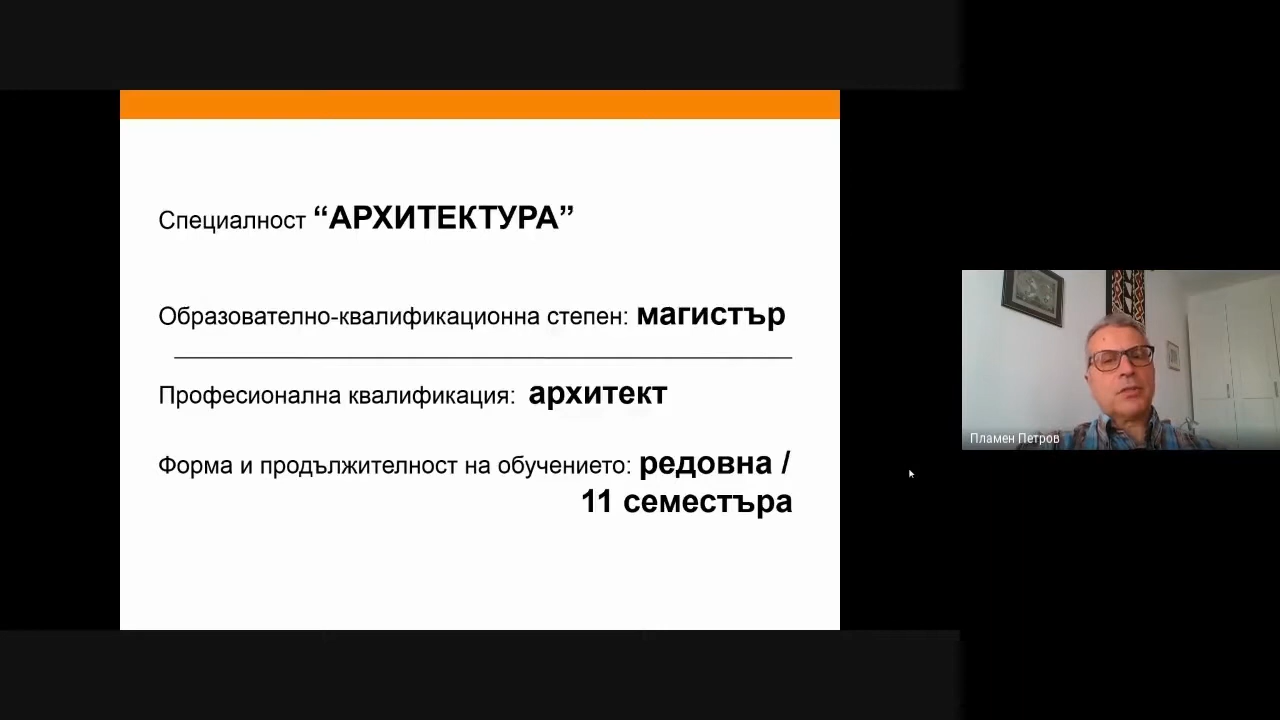 Специалност “АРХИТЕКТУРА”
Образователно-квалификационна степен: магистър
Професионална квалификация: архитект
Форма и продължителност на обучението: редовна /
11 семестъра
Пламен Петров